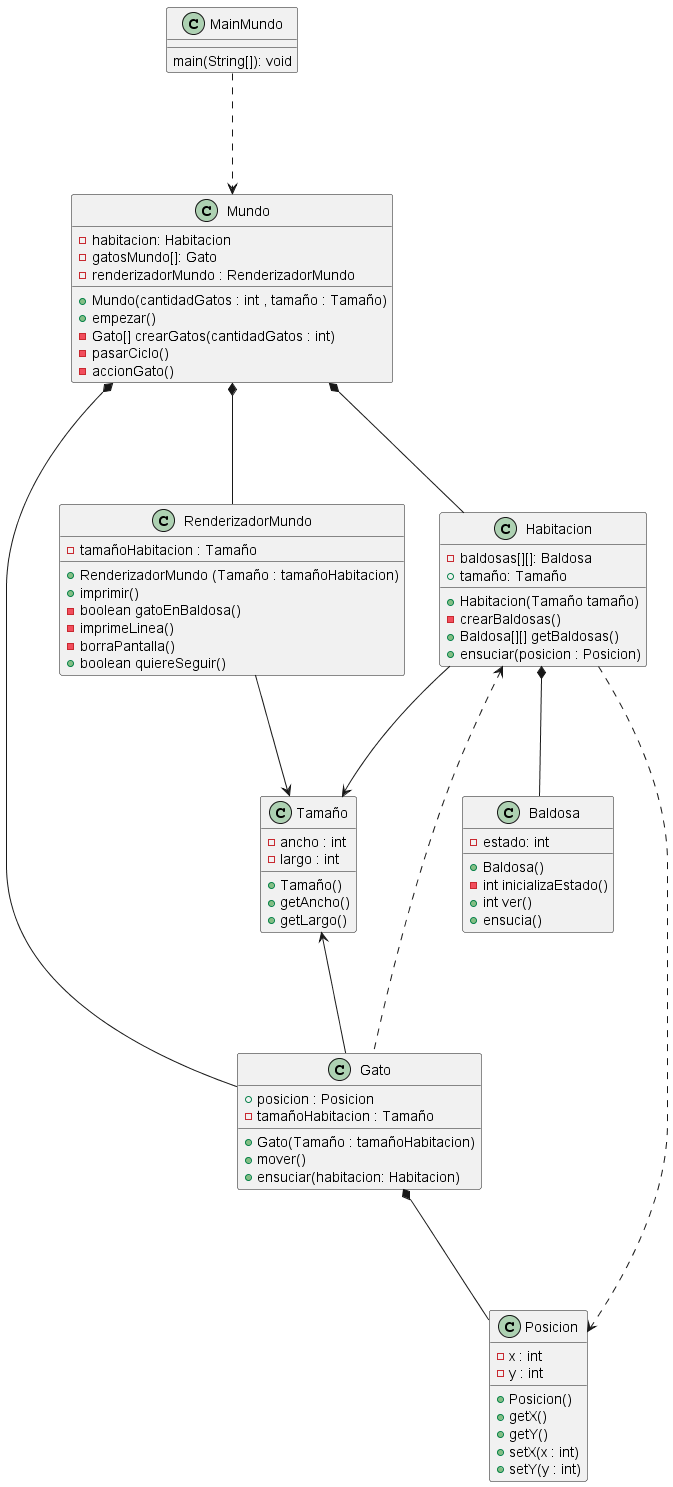 C MainMundo
main(String[]): void
C Mundo
habitacion: Habitacion
gatosMundo[]: Gato
renderizadorMundo : RenderizadorMundo
Mundo(cantidadGatos : int , tamaño : Tamaño)
empezar()
Gato[] crearGatos(cantidadGatos : int)
pasarCiclo()
accionGato()
C RenderizadorMundo
tamañoHabitacion : Tamaño
RenderizadorMundo (Tamaño : tamañoHabitacion)
imprimir()
boolean gatoEnBaldosa()
imprimeLinea()
borraPantalla()
boolean quiereSeguir()
C Habitacion
baldosas[][]: Baldosa
tamaño: Tamaño
Habitacion(Tamaño tamaño)
crearBaldosas()
Baldosa[][] getBaldosas()
ensuciar(posicion : Posicion)
C Tamaño
ancho : int
largo : int
Tamaño()
getAncho()
getLargo()
C Baldosa
estado: int
Baldosa()
int inicializaEstado()
int ver()
ensucia()
C Gato
posicion : Posicion
tamañoHabitacion : Tamaño
Gato(Tamaño : tamañoHabitacion)
mover()
ensuciar(habitacion: Habitacion)
C Posicion
x : int
y : int
Posicion()
getX()
getY()
setX(x : int)
setY(y : int)